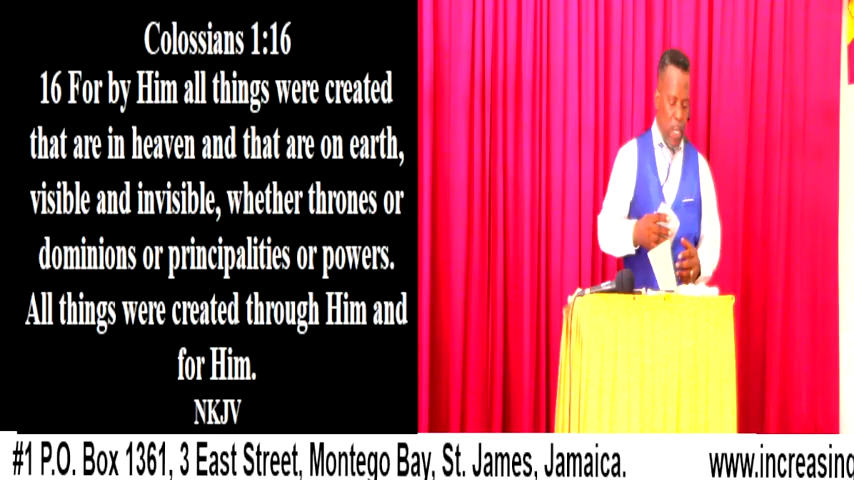 Colossians 1:16
16 For by Him all things were created
that are in heaven and that are on earth,
visible and invisible, whether thrones or
dominions or principalities or powers.
All things were created through Him and
for Him.
NKJV
#1 P.O. Box 1361, 3 East Street, Montego Bay, St. James, Jamaica. www.increasing